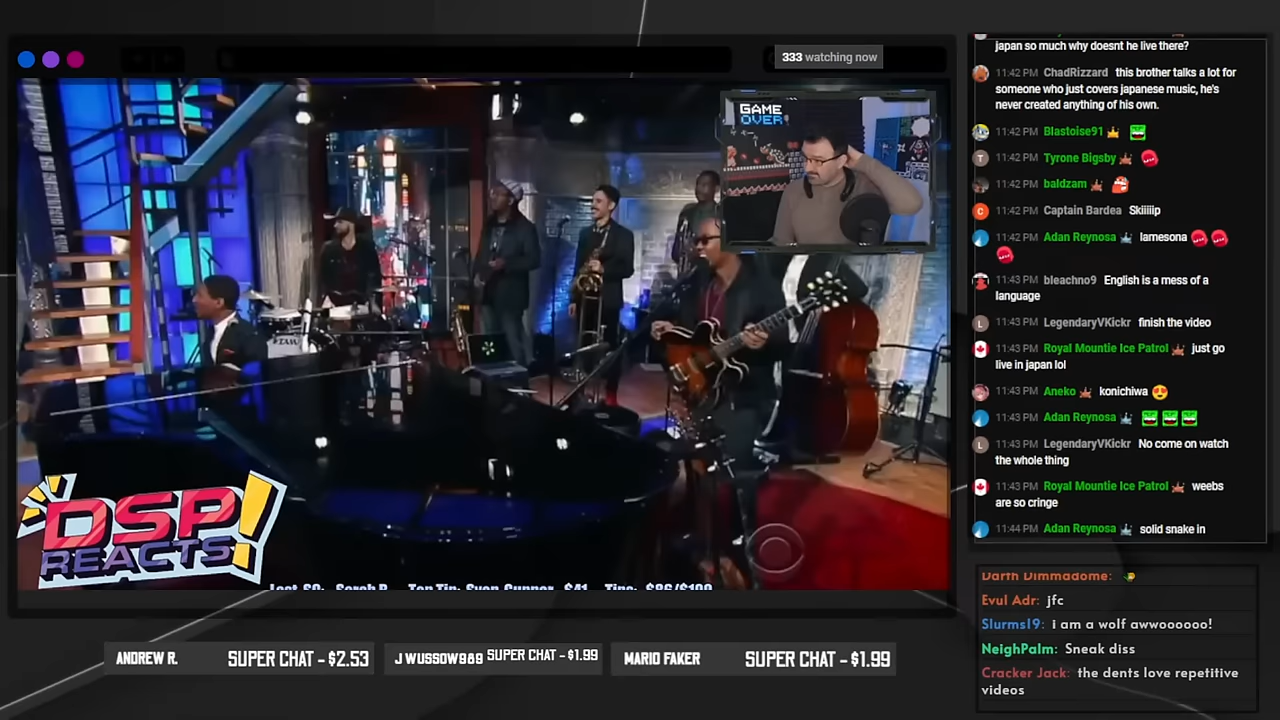 333 watching now
GAME
OVER
japan so much why doesnt he live there?
11:42 PM ChadRizzard this brother talks a lot for
someone who just covers japanese music, he's
never created anything of his own.
11:42 PM Blastoise91
11:42 PM Tyrone Bigsby
11:42 PM baldzam
11:42 PM Captain Bardea Skiiiiip
11:42 PM Adan Reynosa lamesona
11:43 PM bleachno9 English is a mess of a
language
11:43 PM LegendaryVKickr finish the video
11:43 PM Royal Mountie Ice Patrol just go
live in japan lol
11:43 PM Aneko konichiwa 😍
11:43 PM Adan Reynosa
11:43 PM LegendaryVKickr No come on watch
the whole thing
11:43 PM Royal Mountie Ice Patrol weebs
are so cringe
11:44 PM Adan Reynosa solid snake in
DSP!
REACTS
Darth Dimmadome:
Evul Adr: jfc
Slurms19: i am a wolf awwoooooo!
NeighPalm: Sneak diss
Cracker Jack: the dents love repetitive
videos
ANDREW R. SUPER CHAT - $2.53
J WUSSOW989 SUPER CHAT - $1.99
MARIO FAKER SUPER CHAT - $1.99